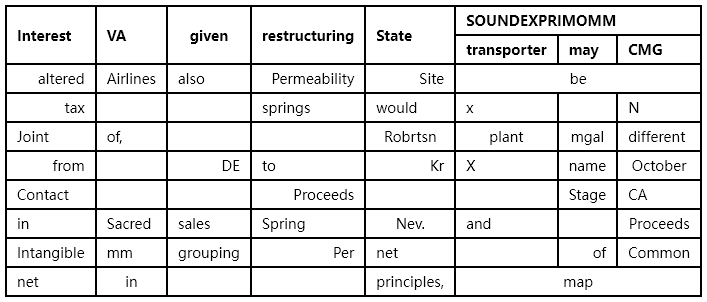 Interest VA given restructuring State SOUNDEXPRIMOMM
transporter may CMG
altered Airlines also Permeability Site be
tax springs would x N
Joint of, Robrtsn plant mgal different
from DE to Kr X name October
Contact Proceeds Stage CA
in Sacred sales Spring Nev. and Proceeds
Intangible mm grouping Per net of Common
net in principles, map